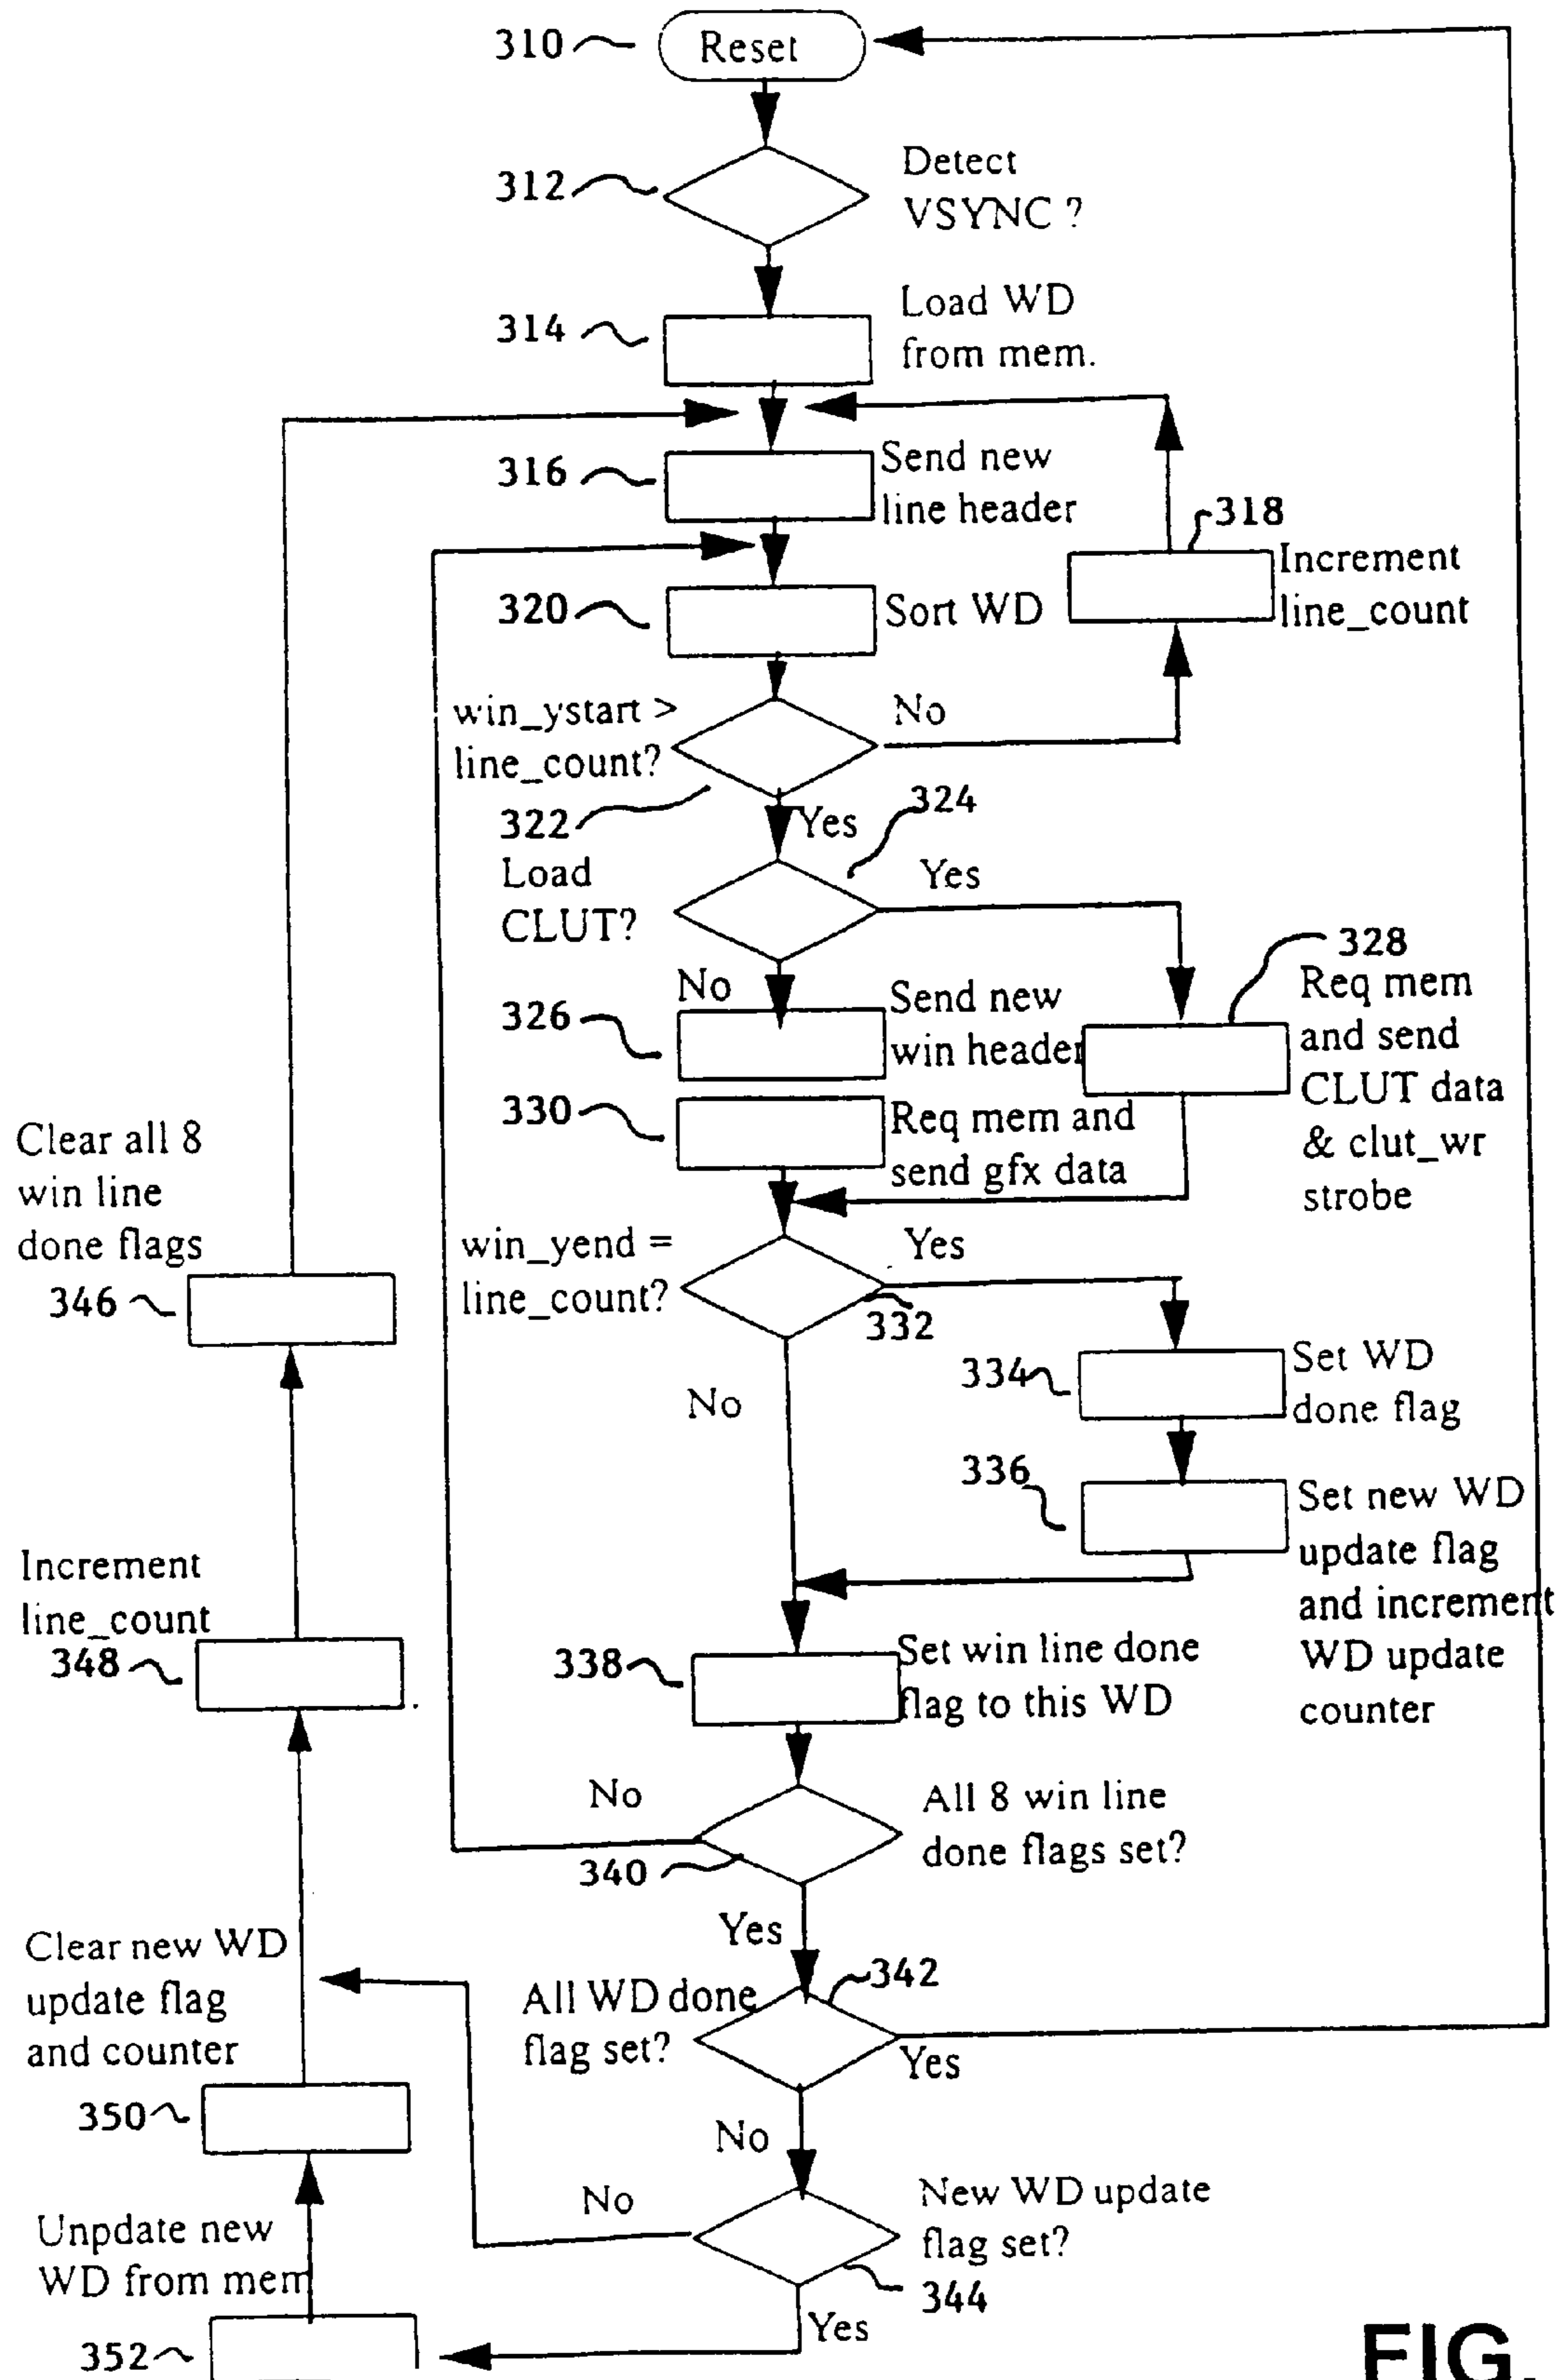 310
Reset
312
Detect
VSYNC ?
314
Load WD
from mem.
316
Send new
line header
318
Increment
line_count
320
Sort WD
win_ystart >
line_count?
No
322
Yes
324
Load
CLUT?
Yes
No
326
Send new
win header
328
Req mem
and send
CLUT data
& clut_wr
strobe
330
Req mem and
send gfx data
Clear all 8
win line
done flags
346
win_yend =
line_count?
Yes
332
No
334
Set WD
done flag
336
Set new WD
update flag
and increment
WD update
counter
Increment
line_count
348
338
Set win line done
flag to this WD
No
All 8 win line
done flags set?
340
Yes
Clear new WD
update flag
and counter
350
All WD done
flag set?
342
Yes
No
No
New WD update
flag set?
344
Yes
Unpdate new
WD from mem
352
FIG.